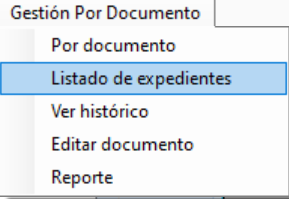 Gestión Por Documento
Por documento
Listado de expedientes
Ver histórico
Editar documento
Reporte